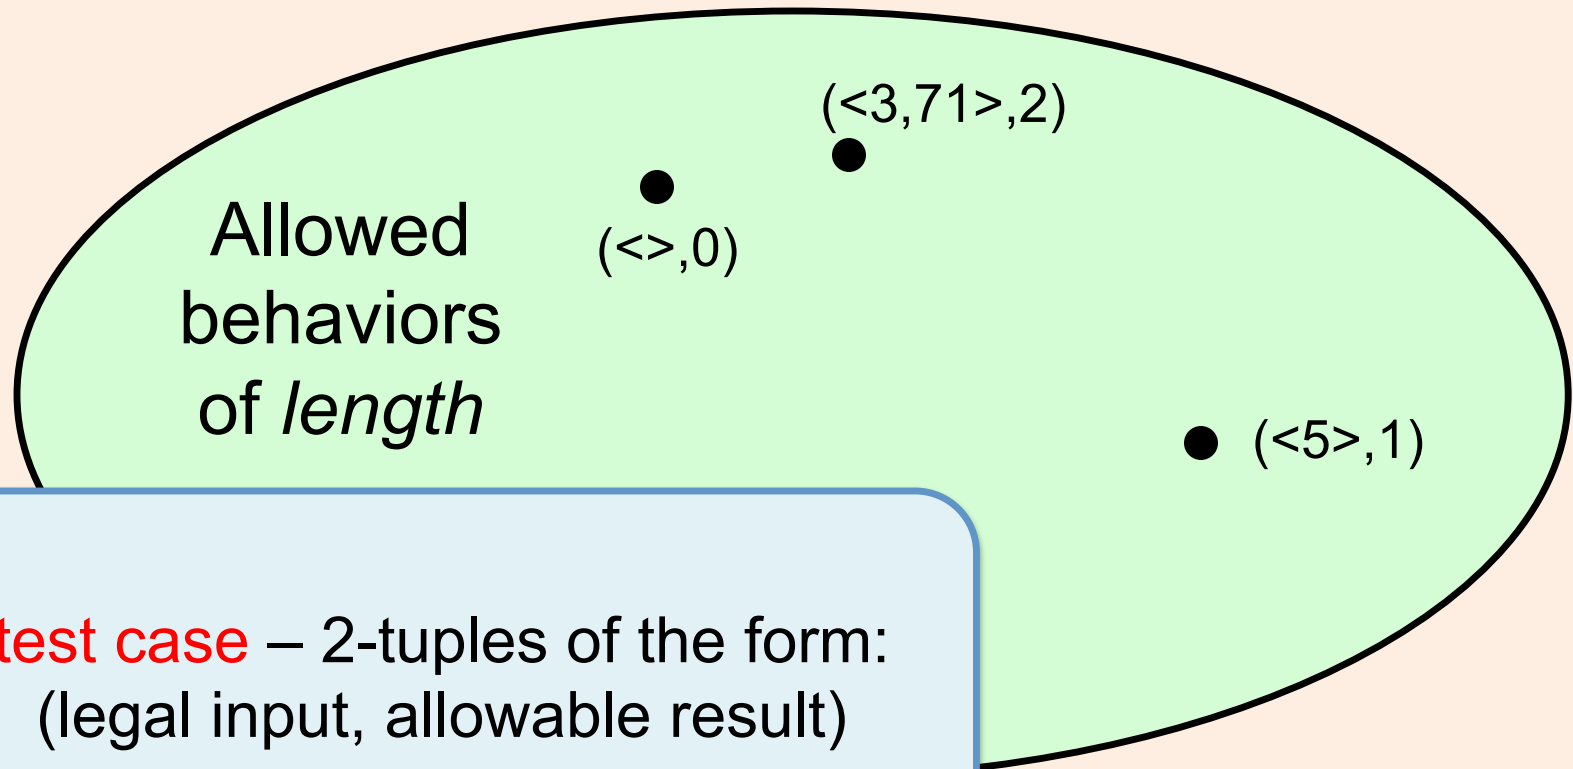 (<3,71>,2)
Allowed
behaviors
of length
(<>,0)
(<5>,1)
test case – 2-tuples of the form:
(legal input, allowable result)